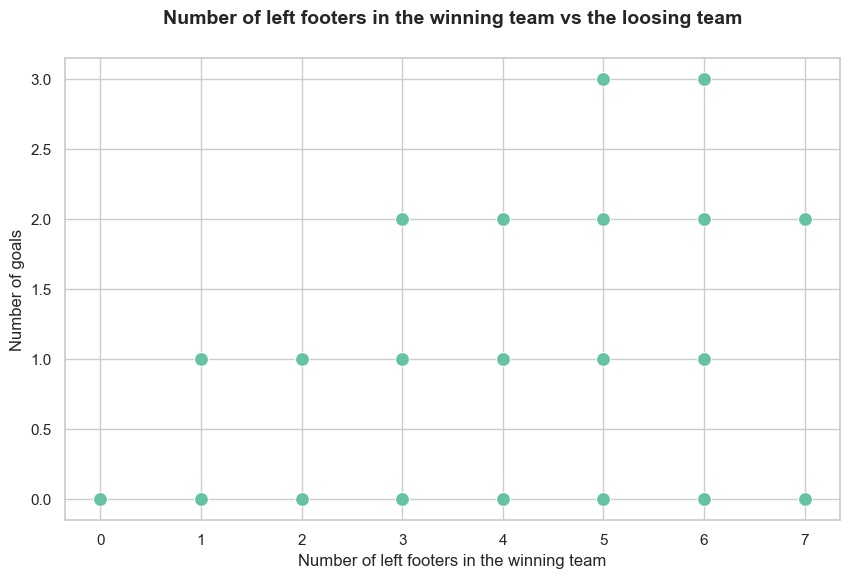 Number of left footers in the winning team vs the loosing team
3.0
2.5
2.0
1.5
1.0
0.5
0.0
Number of goals
0 1 2 3 4 5 6 7
Number of left footers in the winning team